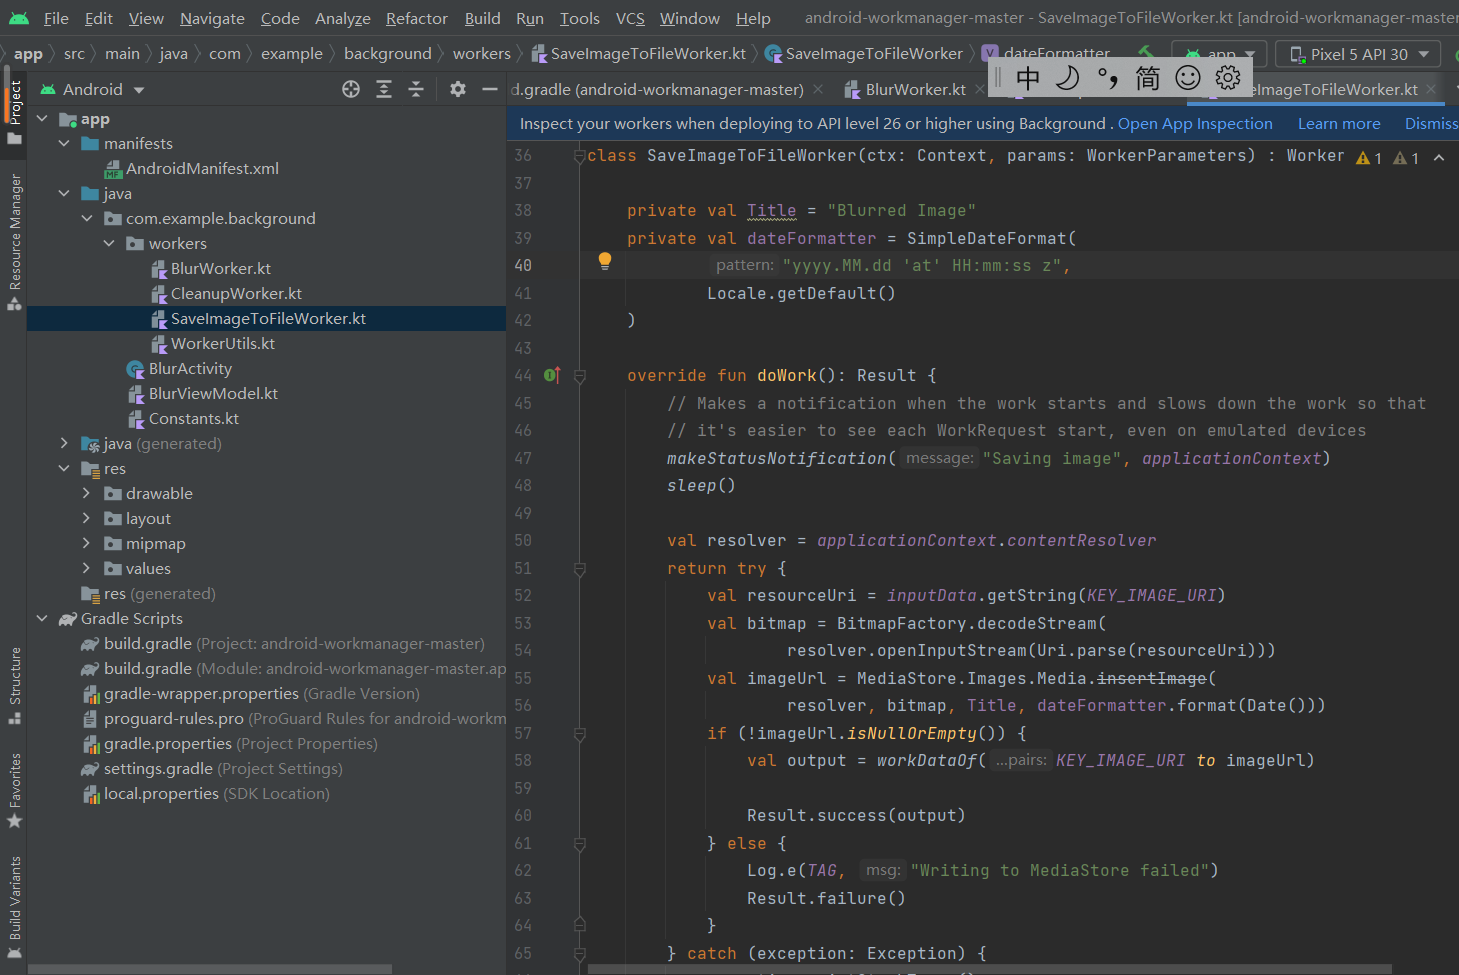 File Edit View Navigate Code Analyze Refactor Build Run Tools VCS Window Help android-workmanager-master - SaveImageToFileWorker.kt [android-workmanager-master
app src main java com example background workers SaveImageToFileWorker.kt SaveImageToFileWorker dateFormatter app Pixel 5 API 30
中 °, 简
Android
d.gradle (android-workmanager-master) BlurWorker.kt eImageToFileWorker.kt
Inspect your workers when deploying to API level 26 or higher using Background . Open App Inspection Learn more Dismiss
Project
Resource Manager
Structure
Favorites
Build Variants
app
manifests
AndroidManifest.xml
java
com.example.background
workers
BlurWorker.kt
CleanupWorker.kt
SaveImageToFileWorker.kt
WorkerUtils.kt
BlurActivity
BlurViewModel.kt
Constants.kt
java (generated)
res
drawable
layout
mipmap
values
res (generated)
Gradle Scripts
build.gradle (Project: android-workmanager-master)
build.gradle (Module: android-workmanager-master.ap
gradle-wrapper.properties (Gradle Version)
proguard-rules.pro (ProGuard Rules for android-workm
gradle.properties (Project Properties)
settings.gradle (Project Settings)
local.properties (SDK Location)
36 class SaveImageToFileWorker(ctx: Context, params: WorkerParameters) : Worker 1 1
37
38 private val Title = "Blurred Image"
39 private val dateFormatter = SimpleDateFormat(
40 pattern: "yyyy.MM.dd 'at' HH:mm:ss z",
41 Locale.getDefault()
42 )
43
44 override fun doWork(): Result {
45 // Makes a notification when the work starts and slows down the work so that
46 // it's easier to see each WorkRequest start, even on emulated devices
47 makeStatusNotification( message: "Saving image", applicationContext)
48 sleep()
49
50 val resolver = applicationContext.contentResolver
51 return try {
52 val resourceUri = inputData.getString(KEY_IMAGE_URI)
53 val bitmap = BitmapFactory.decodeStream(
54 resolver.openInputStream(Uri.parse(resourceUri)))
55 val imageUrl = MediaStore.Images.Media.insertImage(
56 resolver, bitmap, Title, dateFormatter.format(Date()))
57 if (!imageUrl.isNullOrEmpty()) {
58 val output = workDataOf( ...pairs: KEY_IMAGE_URI to imageUrl)
59
60 Result.success(output)
61 } else {
62 Log.e(TAG, msg: "Writing to MediaStore failed")
63 Result.failure()
64 }
65 } catch (exception: Exception) {